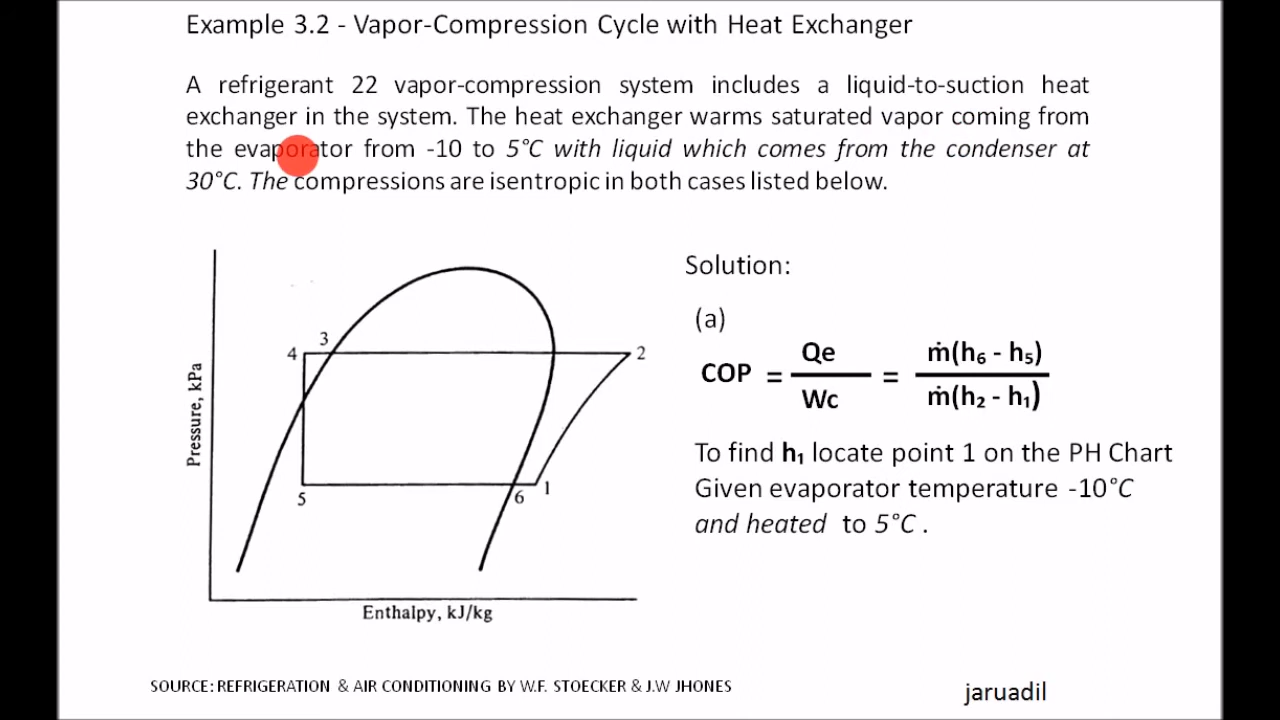 Example 3.2 - Vapor-Compression Cycle with Heat Exchanger
A refrigerant 22 vapor-compression system includes a liquid-to-suction heat
exchanger in the system. The heat exchanger warms saturated vapor coming from
the evaporator from -10 to 5°C with liquid which comes from the condenser at
30°C. The compressions are isentropic in both cases listed below.
Solution:
(a)
COP = Qe / Wc = ṁ(h₆ - h₅) / ṁ(h₂ - h₁)
To find h₁ locate point 1 on the PH Chart
Given evaporator temperature -10°C
and heated to 5°C .
Pressure, kPa
3
4
2
5
6
1
Enthalpy, kJ/kg
SOURCE: REFRIGERATION & AIR CONDITIONING BY W.F. STOECKER & J.W JHONES
jaruadil